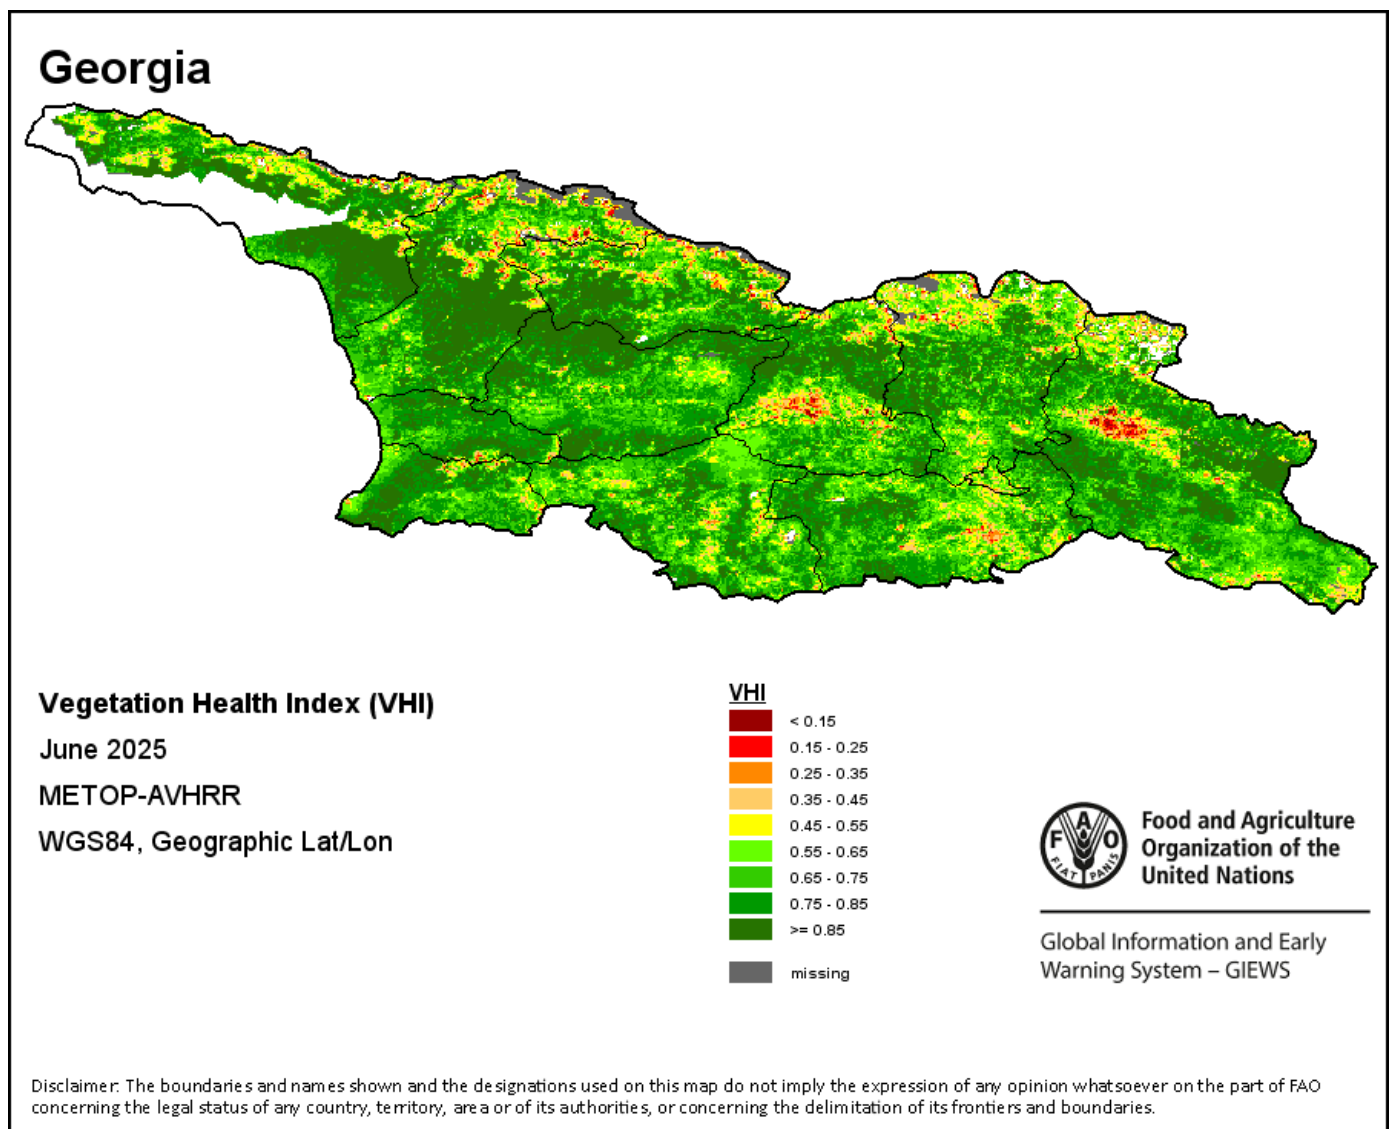 Georgia
Vegetation Health Index (VHI)
June 2025
METOP-AVHRR
WGS84, Geographic Lat/Lon
VHI
< 0.15
0.15 - 0.25
0.25 - 0.35
0.35 - 0.45
0.45 - 0.55
0.55 - 0.65
0.65 - 0.75
0.75 - 0.85
>= 0.85
missing
F A O
FIAT PANIS
Food and Agriculture
Organization of the
United Nations
Global Information and Early
Warning System – GIEWS
Disclaimer: The boundaries and names shown and the designations used on this map do not imply the expression of any opinion whatsoever on the part of FAO
concerning the legal status of any country, territory, area or of its authorities, or concerning the delimitation of its frontiers and boundaries.